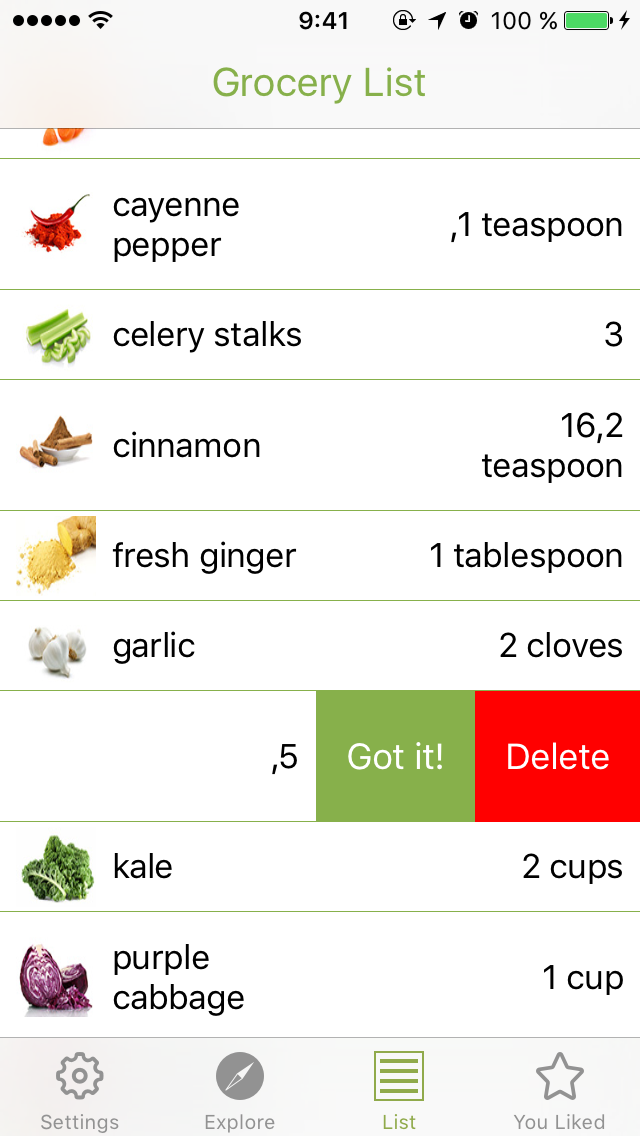 9:41
100 %
Grocery List
cayenne
pepper
,1 teaspoon
celery stalks
3
cinnamon
16,2
teaspoon
fresh ginger
1 tablespoon
garlic
2 cloves
,5
Got it!
Delete
kale
2 cups
purple
cabbage
1 cup
Settings
Explore
List
You Liked